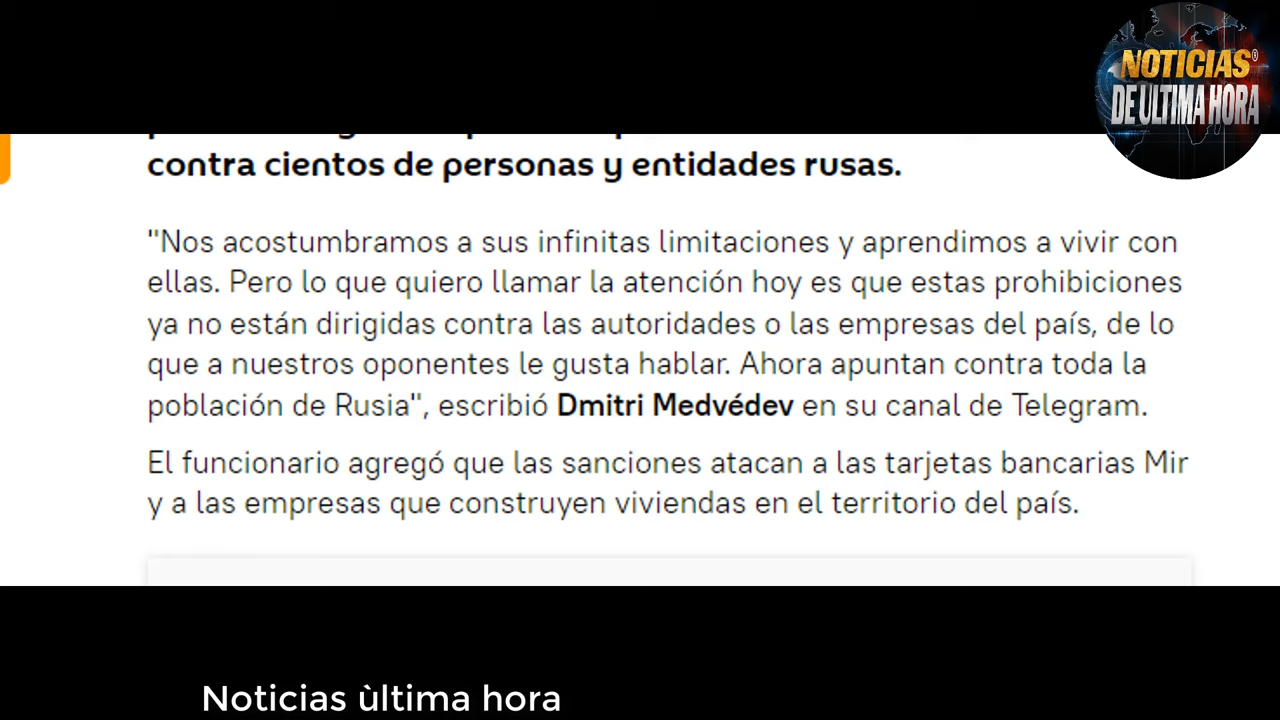 NOTICIAS®
DE ULTIMA HORA
contra cientos de personas y entidades rusas.
"Nos acostumbramos a sus infinitas limitaciones y aprendimos a vivir con
ellas. Pero lo que quiero llamar la atención hoy es que estas prohibiciones
ya no están dirigidas contra las autoridades o las empresas del país, de lo
que a nuestros oponentes le gusta hablar. Ahora apuntan contra toda la
población de Rusia", escribió Dmitri Medvédev en su canal de Telegram.
El funcionario agregó que las sanciones atacan a las tarjetas bancarias Mir
y a las empresas que construyen viviendas en el territorio del país.
Noticias ùltima hora